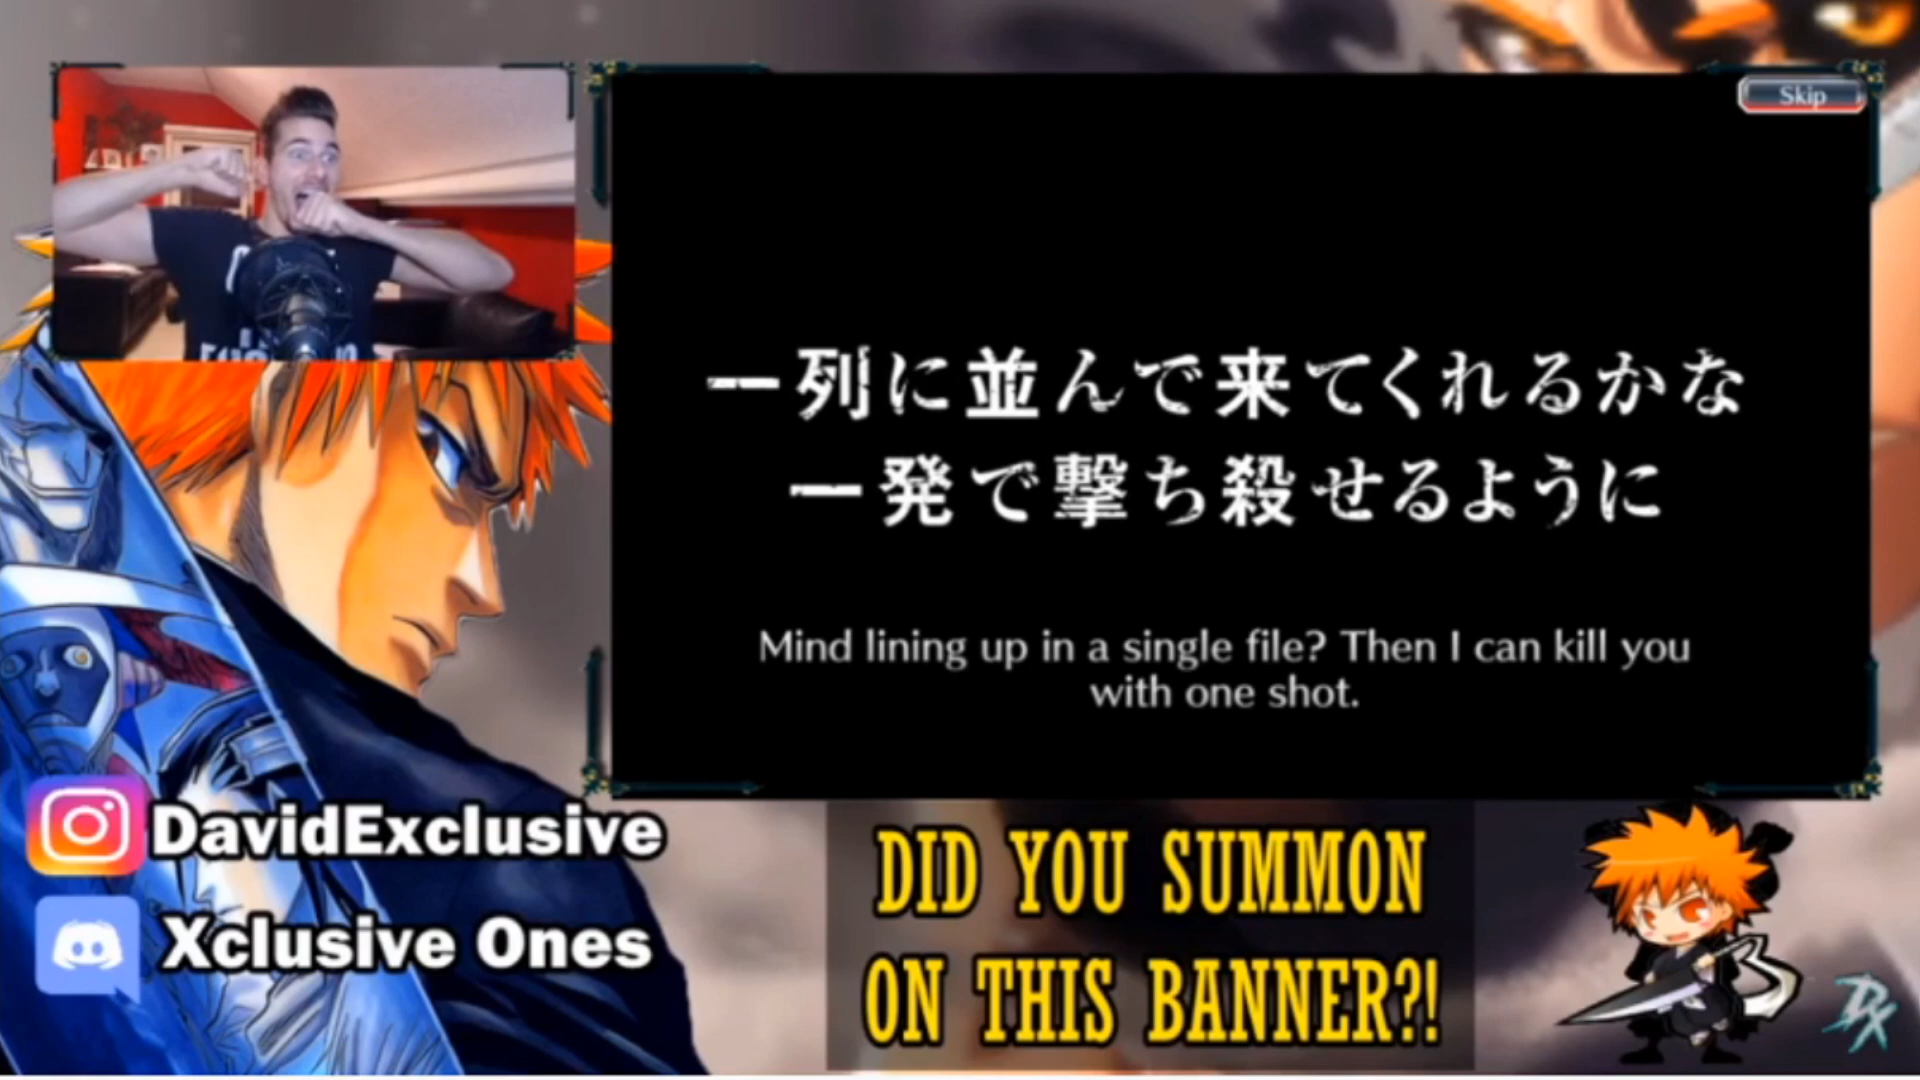 Skip
一列に並んで来てくれるかな
一発で撃ち殺せるように
Mind lining up in a single file? Then I can kill you
with one shot.
DavidExclusive
Xclusive Ones
DID YOU SUMMON
ON THIS BANNER?!
DX